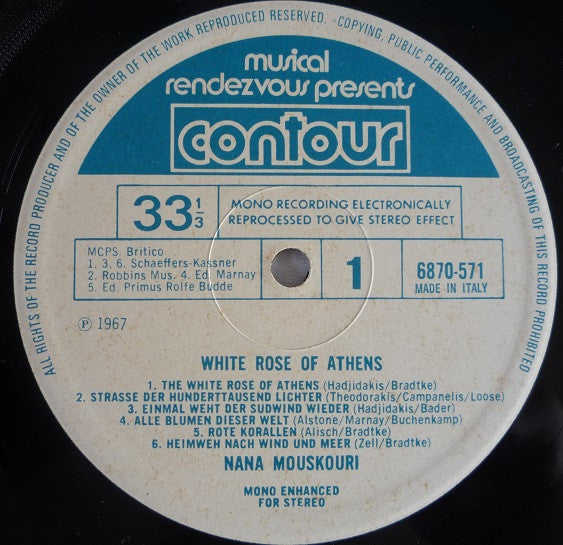 ALL RIGHTS OF THE RECORD PRODUCER AND OF THE OWNER OF THE WORK REPRODUCED RESERVED. - COPYING, PUBLIC PERFORMANCE AND BROADCASTING OF THIS RECORD PROHIBITED
musical
rendezvous presents
contour
33 1/3
MONO RECORDING ELECTRONICALLY
REPROCESSED TO GIVE STEREO EFFECT
MCPS. Britico
1. 3, 6. Schaeffers-Kassner
2. Robbins Mus. 4. Ed. Marnay
5. Ed. Primus Rolfe Budde
1
6870-571
MADE IN ITALY
Ⓟ 1967
WHITE ROSE OF ATHENS
1. THE WHITE ROSE OF ATHENS (Hadjidakis/Bradtke)
2. STRASSE DER HUNDERTTAUSEND LICHTER (Theodorakis/Campanelis/Loose)
3. EINMAL WEHT DER SUDWIND WIEDER (Hadjidakis/Bader)
4. ALLE BLUMEN DIESER WELT (Alstone/Marnay/Buchenkamp)
5. ROTE KORALLEN (Alisch/Bradtke)
6. HEIMWEH NACH WIND UND MEER (Zell/Bradtke)
NANA MOUSKOURI
MONO ENHANCED
FOR STEREO